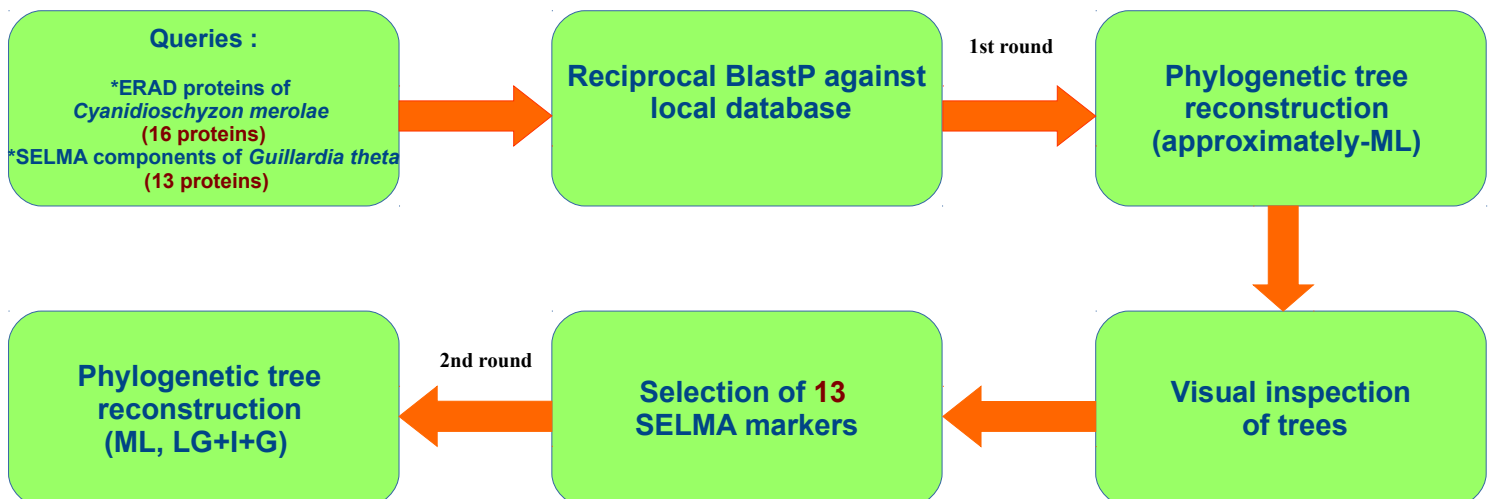 Queries :
*ERAD proteins of
Cyanidioschyzon merolae
(16 proteins)
*SELMA components of Guillardia theta
(13 proteins)
Reciprocal BlastP against
local database
1st round
Phylogenetic tree
reconstruction
(approximately-ML)
Visual inspection
of trees
Selection of 13
SELMA markers
2nd round
Phylogenetic tree
reconstruction
(ML, LG+I+G)